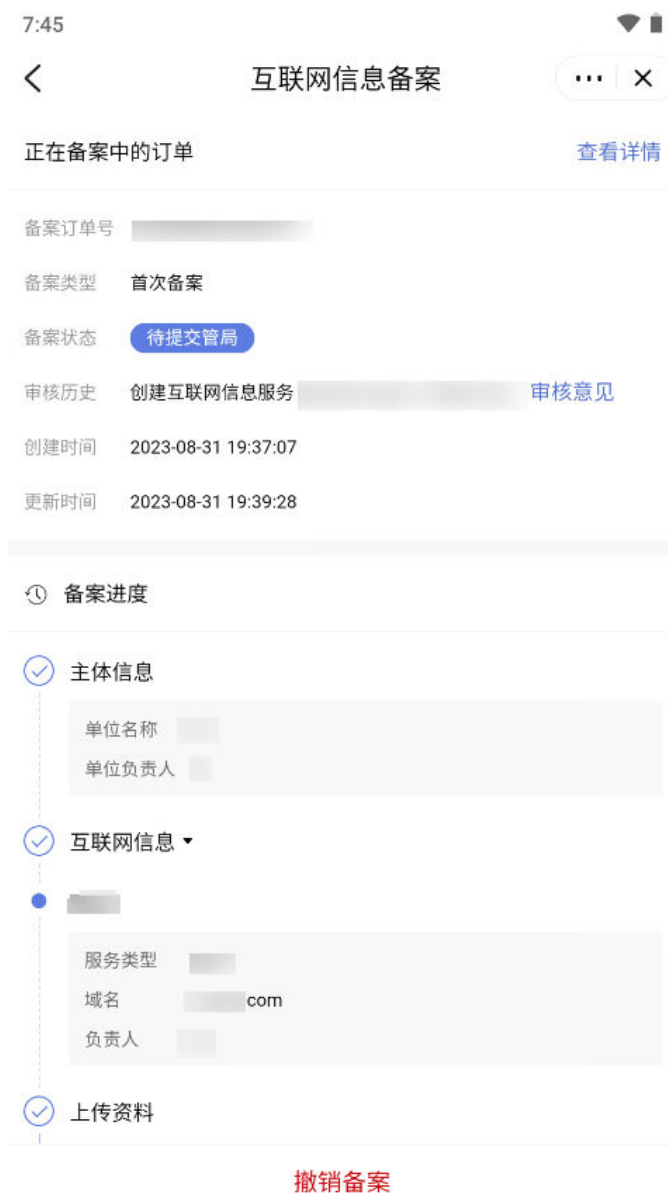 7:45
互联网信息备案
正在备案中的订单 查看详情
备案订单号
备案类型 首次备案
备案状态 待提交管局
审核历史 创建互联网信息服务 审核意见
创建时间 2023-08-31 19:37:07
更新时间 2023-08-31 19:39:28
备案进度
主体信息
单位名称
单位负责人
互联网信息
服务类型
域名 com
负责人
上传资料
撤销备案